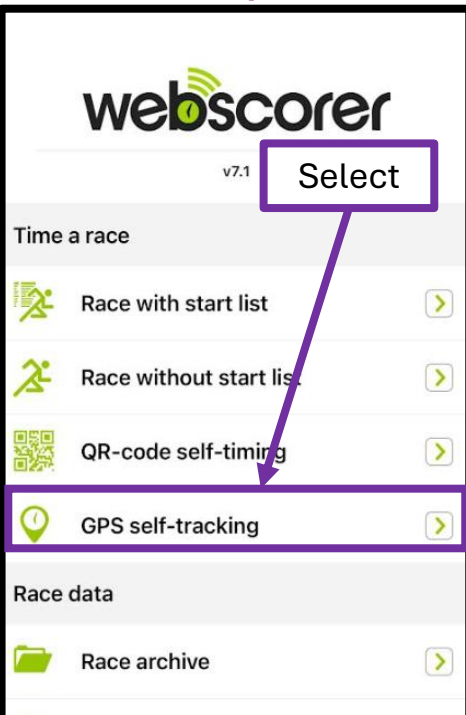 webscorer
v7.1
Select
Time a race
Race with start list
Race without start list
QR-code self-timing
GPS self-tracking
Race data
Race archive